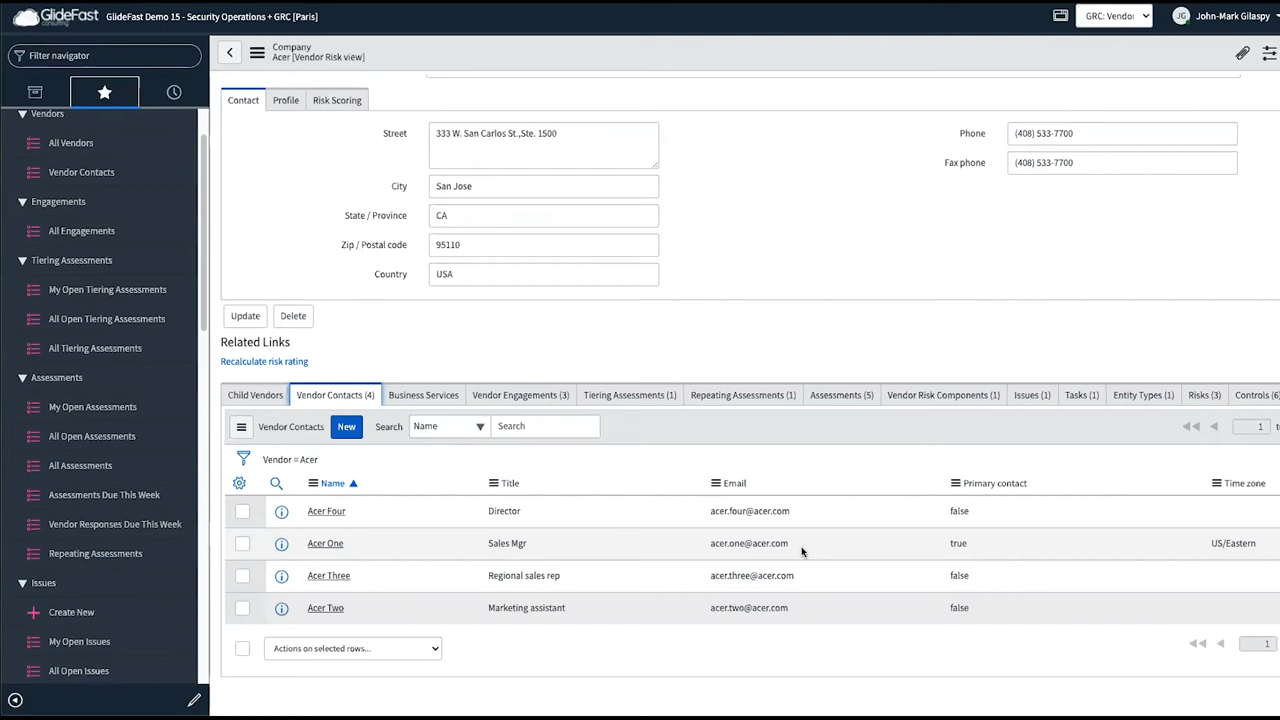 GlideFast
consulting
GlideFast Demo 15 - Security Operations + GRC [Paris]
GRC: Vendo
JG
John-Mark Gilaspy
Filter navigator
Vendors
All Vendors
Vendor Contacts
Engagements
All Engagements
Tiering Assessments
My Open Tiering Assessments
All Open Tiering Assessments
All Tiering Assessments
Assessments
My Open Assessments
All Open Assessments
All Assessments
Assessments Due This Week
Vendor Responses Due This Week
Repeating Assessments
Issues
Create New
My Open Issues
All Open Issues
Company
Acer [Vendor Risk view]
Contact Profile Risk Scoring
Street 333 W. San Carlos St.,Ste. 1500
City San Jose
State / Province CA
Zip / Postal code 95110
Country USA
Phone (408) 533-7700
Fax phone (408) 533-7700
Update Delete
Related Links
Recalculate risk rating
Child Vendors Vendor Contacts (4) Business Services Vendor Engagements (3) Tiering Assessments (1) Repeating Assessments (1) Assessments (5) Vendor Risk Components (1) Issues (1) Tasks (1) Entity Types (1) Risks (3) Controls (6
Vendor Contacts New Search Name Search 1 t
Vendor = Acer
Name Title Email Primary contact Time zone
Acer Four Director acer.four@acer.com false
Acer One Sales Mgr acer.one@acer.com true US/Eastern
Acer Three Regional sales rep acer.three@acer.com false
Acer Two Marketing assistant acer.two@acer.com false
Actions on selected rows... 1